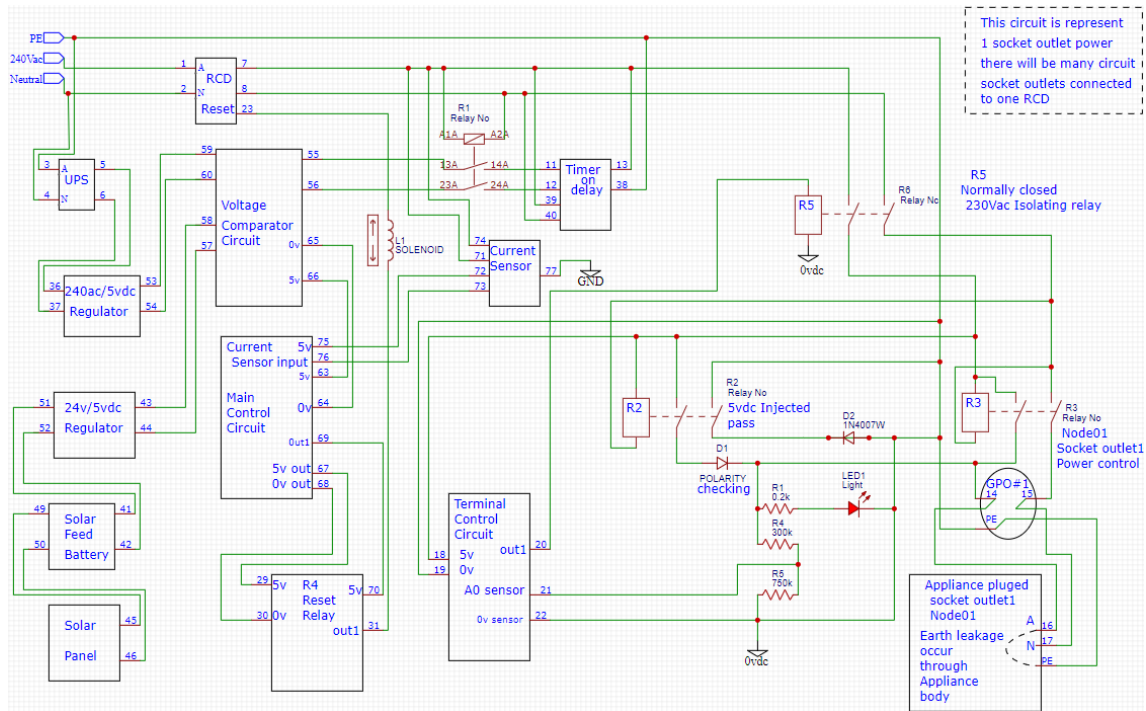 This circuit is represent
1 socket outlet power
there will be many circuit
socket outlets connected
to one RCD
PE
240Vac
Neutral
1
A
RCD
7
2
N
8
Reset
23
R1
Relay No
A1A
A2A
13A
14A
23A
24A
11
12
Timer
on
delay
13
38
39
40
3
A
UPS
5
4
N
6
59
60
58
57
Voltage
Comparator
Circuit
55
56
0v
65
5v
66
L1
SOLENOID
74
71
72
73
Current
Sensor
77
GND
R5
0vdc
R6
Relay Nc
R5
Normally closed
230Vac Isolating relay
36
240ac/5vdc
53
37
Regulator
54
Current
5v
75
Sensor input
76
5v
63
Main
0v
64
Control
Circuit
Out1
69
5v out
67
0v out
68
51
24v/5vdc
43
52
Regulator
44
R2
R2
Relay No
5vdc Injected
pass
D2
1N4007W
D1
POLARITY
checking
R3
R3
Relay No
Node01
Socket outlet1
Power control
R1
0.2k
LED1
Light
R4
300k
R5
750k
0vdc
GPO#1
14
15
PE
49
Solar
Feed
41
50
Battery
42
Terminal
Control
Circuit
out1
20
18
5v
19
0v
A0 sensor
21
0v sensor
22
29
5v
R4
Reset
Relay
5v
70
30
0v
out1
31
Solar
45
Panel
46
Appliance pluged
socket outlet1
Node01
A
16
N
17
PE
Earth leakage
occur
through
Appliance
body